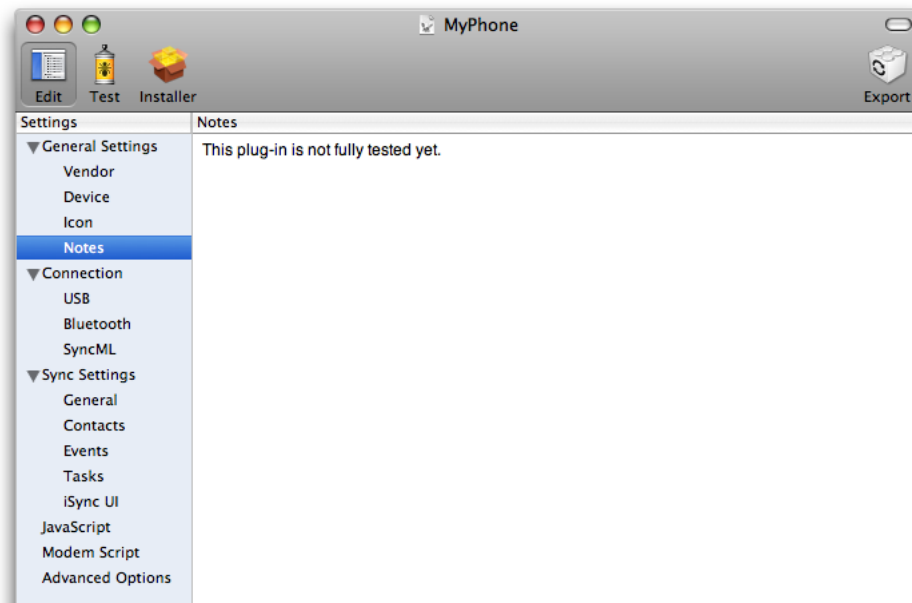 MyPhone
Edit Test Installer Export
Settings Notes
General Settings This plug-in is not fully tested yet.
Vendor
Device
Icon
Notes
Connection
USB
Bluetooth
SyncML
Sync Settings
General
Contacts
Events
Tasks
iSync UI
JavaScript
Modem Script
Advanced Options